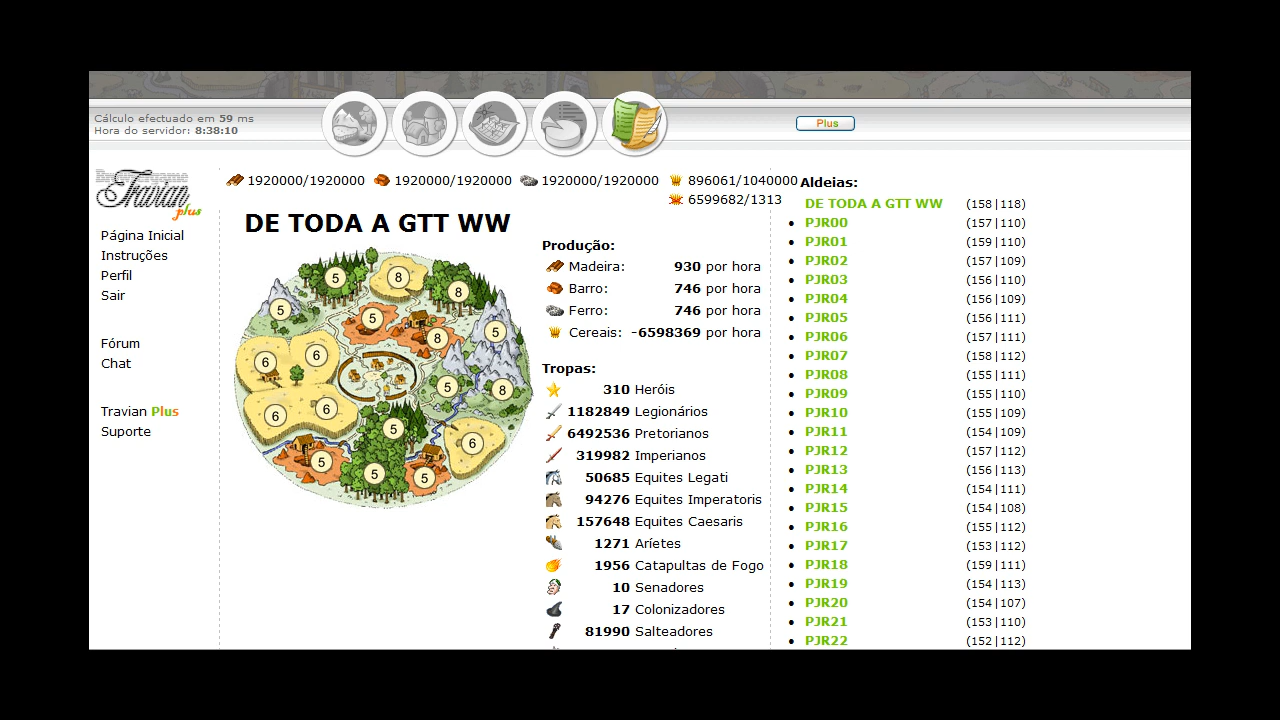 Cálculo efectuado em 59 ms
Hora do servidor: 8:38:10
Plus
Travian
plus
Página Inicial
Instruções
Perfil
Sair
Fórum
Chat
Travian Plus
Suporte
1920000/1920000 1920000/1920000 1920000/1920000 896061/1040000
6599682/1313
DE TODA A GTT WW
5
8
8
5
5
5
8
6
6
5
8
6
6
5
6
5
5
5
Produção:
Madeira: 930 por hora
Barro: 746 por hora
Ferro: 746 por hora
Cereais: -6598369 por hora
Tropas:
310 Heróis
1182849 Legionários
6492536 Pretorianos
319982 Imperianos
50685 Equites Legati
94276 Equites Imperatoris
157648 Equites Caesaris
1271 Aríetes
1956 Catapultas de Fogo
10 Senadores
17 Colonizadores
81990 Salteadores
Aldeias:
DE TODA A GTT WW (158|118)
• PJR00 (157|110)
• PJR01 (159|110)
• PJR02 (157|109)
• PJR03 (156|110)
• PJR04 (156|109)
• PJR05 (156|111)
• PJR06 (157|111)
• PJR07 (158|112)
• PJR08 (155|111)
• PJR09 (155|110)
• PJR10 (155|109)
• PJR11 (154|109)
• PJR12 (157|112)
• PJR13 (156|113)
• PJR14 (154|111)
• PJR15 (154|108)
• PJR16 (155|112)
• PJR17 (153|112)
• PJR18 (159|111)
• PJR19 (154|113)
• PJR20 (154|107)
• PJR21 (153|110)
• PJR22 (152|112)